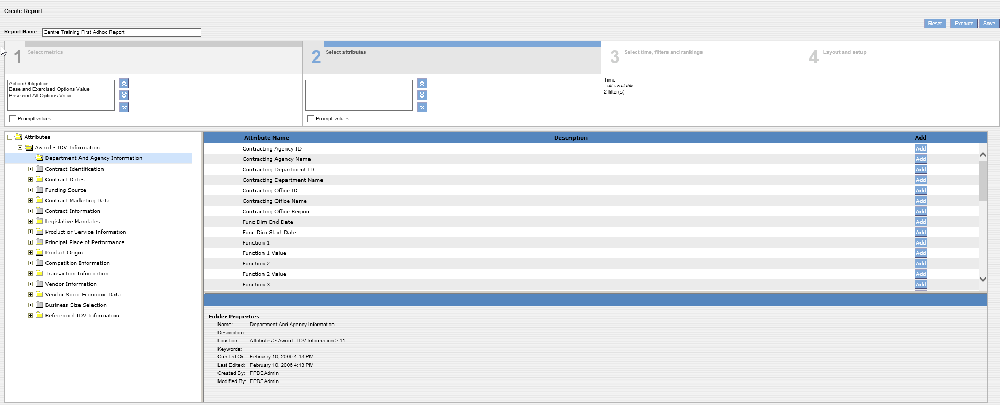 Create Report
Reset Execute Save
Report Name: Centre Training First Adhoc Report
1 Select metrics
2 Select attributes
3 Select time, filters and rankings
4 Layout and setup
Action Obligation
Base and Exercised Options Value
Base and All Options Value
Prompt values
Prompt values
Time
all available
2 filter(s)
Attributes
Award - IDV Information
Department And Agency Information
Contract Identification
Contract Dates
Funding Source
Contract Marketing Data
Contract Information
Legislative Mandates
Product or Service Information
Principal Place of Performance
Product Origin
Competition Information
Transaction Information
Vendor Information
Vendor Socio Economic Data
Business Size Selection
Referenced IDV Information
Attribute Name Description Add
Contracting Agency ID Add
Contracting Agency Name Add
Contracting Department ID Add
Contracting Department Name Add
Contracting Office ID Add
Contracting Office Name Add
Contracting Office Region Add
Func Dim End Date Add
Func Dim Start Date Add
Function 1 Add
Function 1 Value Add
Function 2 Add
Function 2 Value Add
Function 3 Add
Folder Properties
Name: Department And Agency Information
Description:
Location: Attributes > Award - IDV Information > 11
Keywords:
Created On: February 10, 2006 4:13 PM
Last Edited: February 10, 2006 4:13 PM
Created By: FPDSAdmin
Modified By: FPDSAdmin